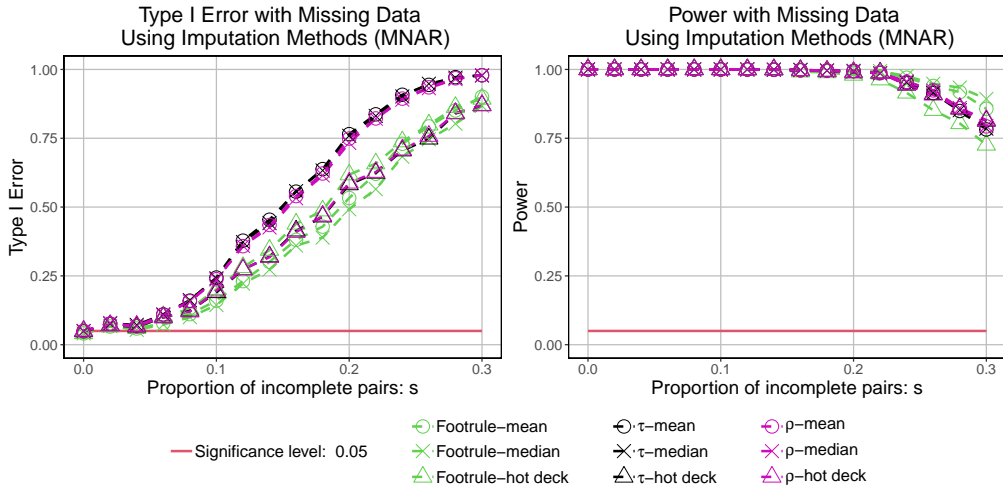 Type I Error with Missing Data
Using Imputation Methods (MNAR)
Type I Error
1.00
0.75
0.50
0.25
0.00
0.0
0.1
0.2
0.3
Proportion of incomplete pairs: s
Power with Missing Data
Using Imputation Methods (MNAR)
Power
1.00
0.75
0.50
0.25
0.00
0.0
0.1
0.2
0.3
Proportion of incomplete pairs: s
Significance level: 0.05
Footrule−mean
Footrule−median
Footrule−hot deck
τ−mean
τ−median
τ−hot deck
ρ−mean
ρ−median
ρ−hot deck